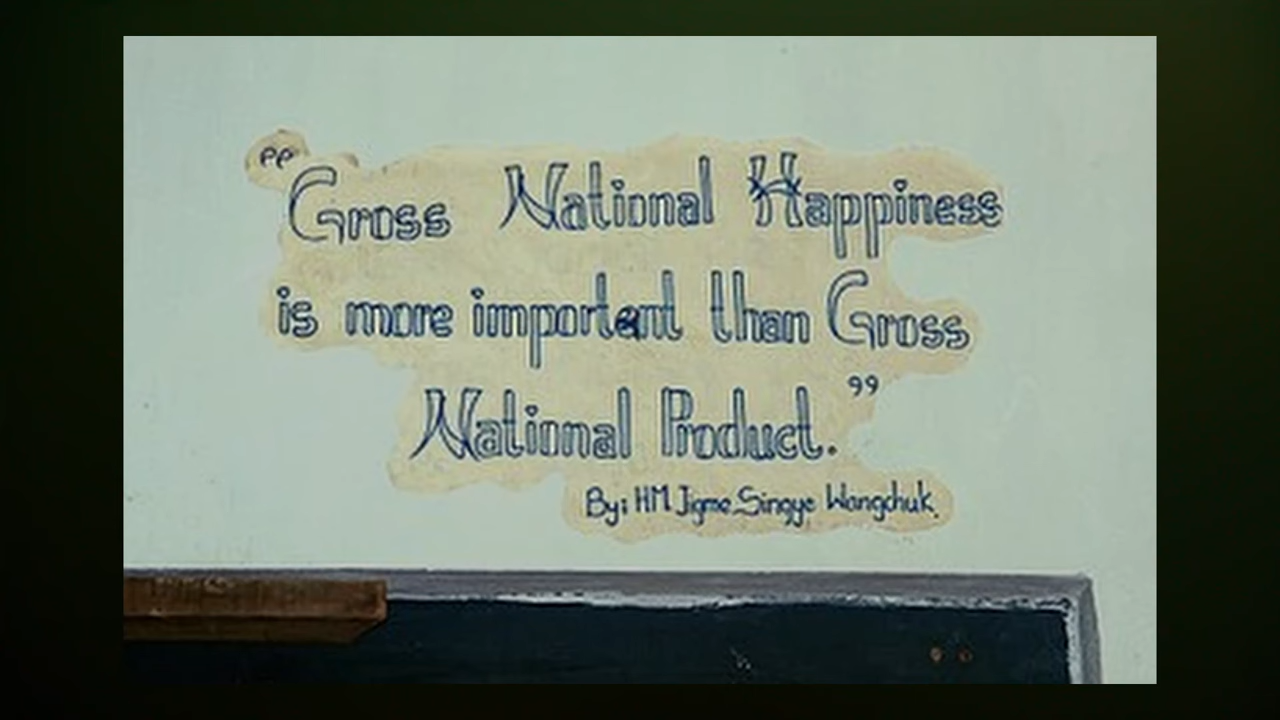 "Gross National Happiness
is more important than Gross
National Product."
By; HM Jigme Singye Wangchuk.